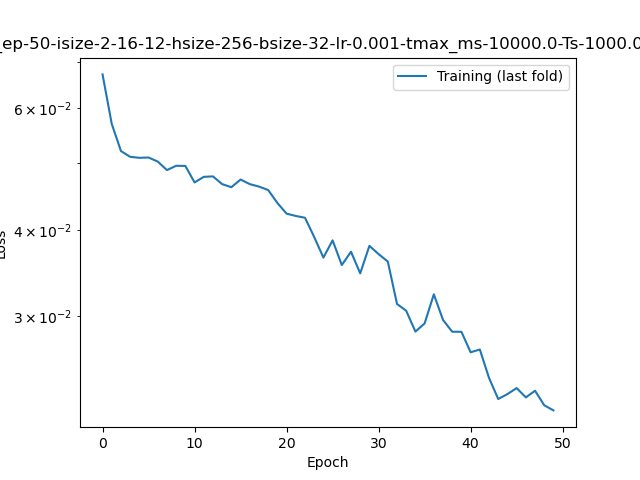 _ep-50-isize-2-16-12-hsize-256-bsize-32-lr-0.001-tmax_ms-10000.0-Ts-1000.0
Training (last fold)
6 × 10⁻²
4 × 10⁻²
3 × 10⁻²
Loss
0 10 20 30 40 50
Epoch